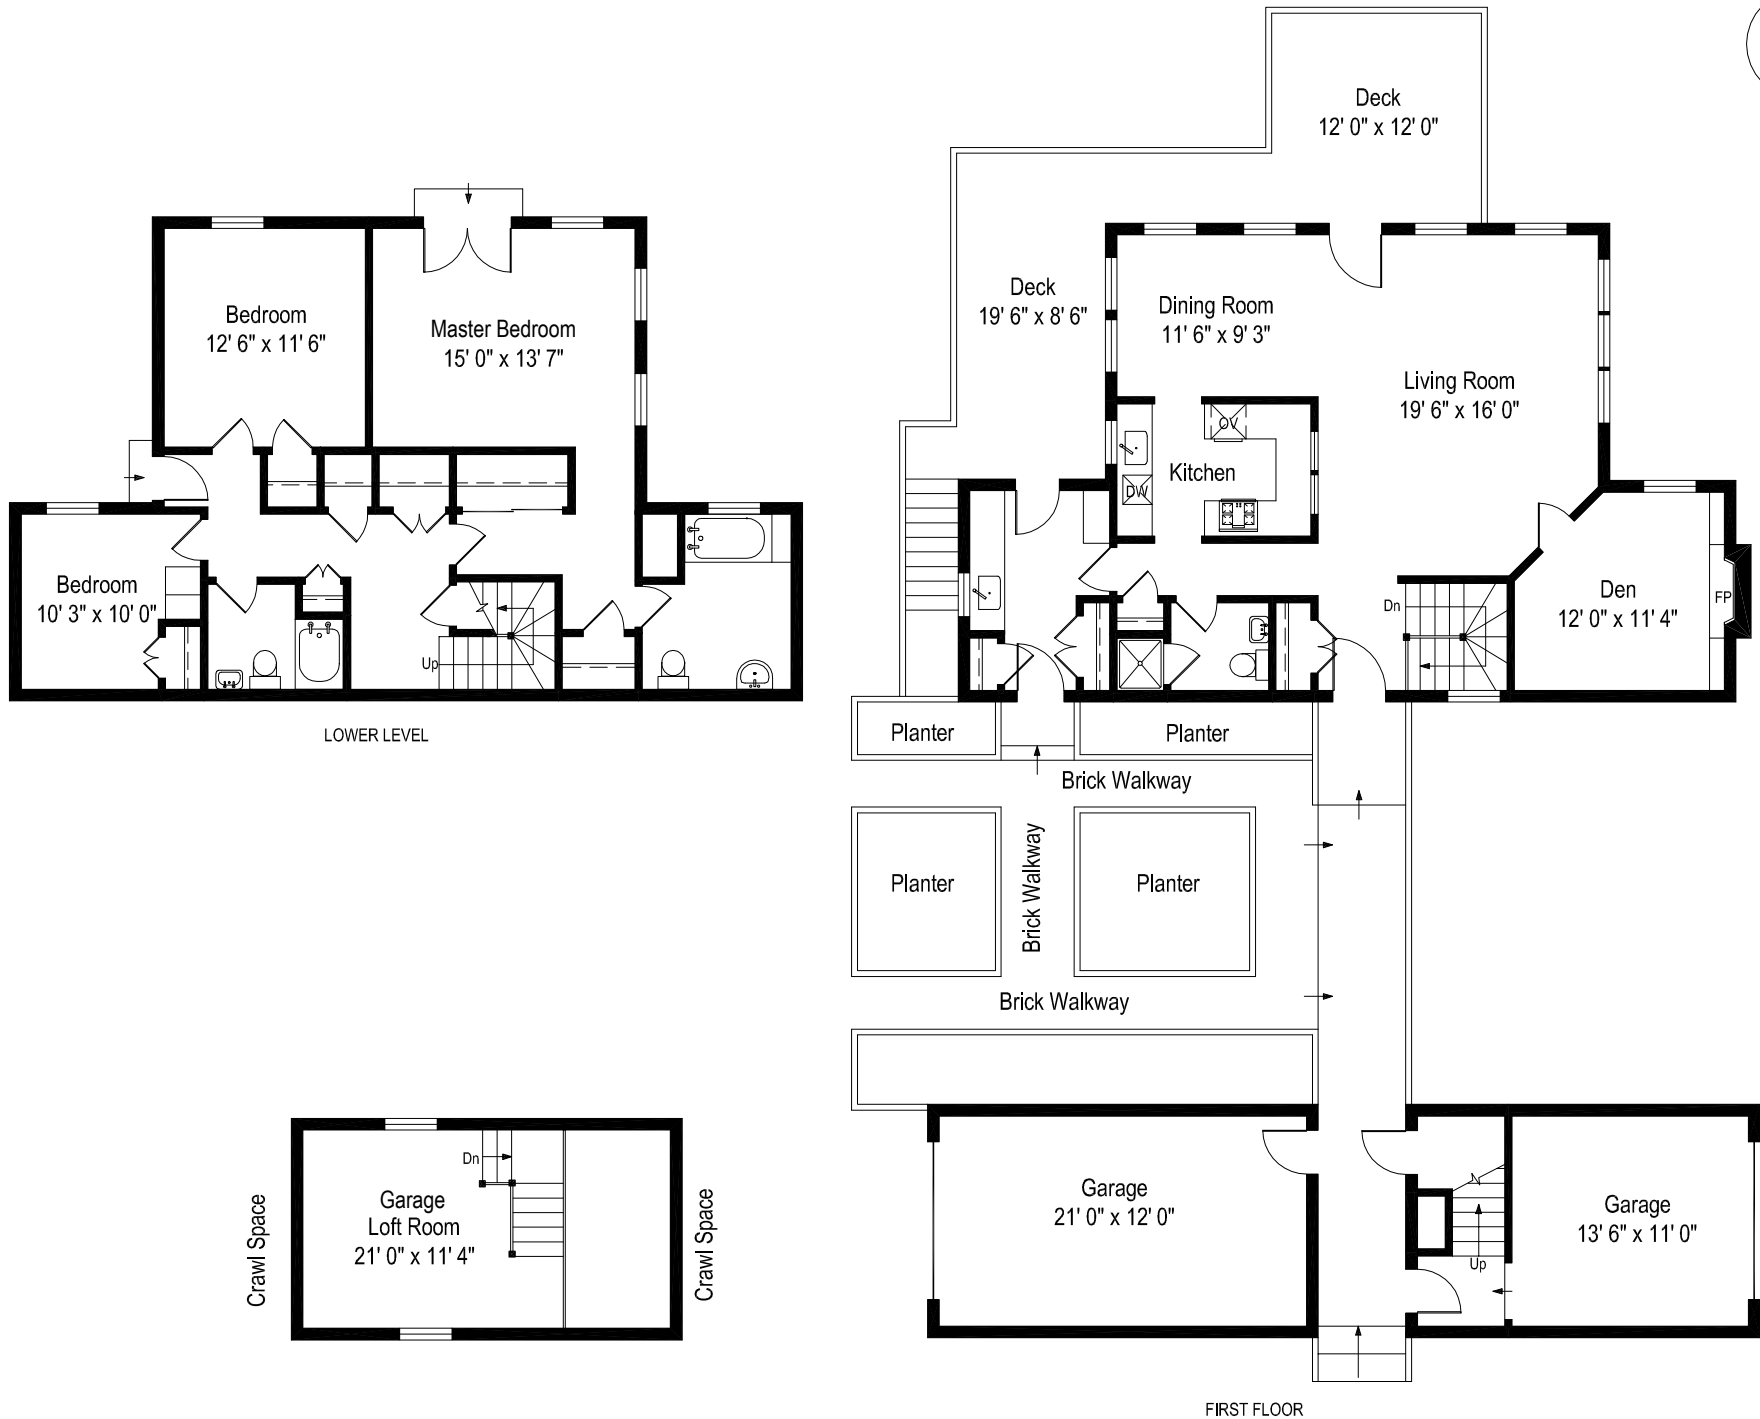 Bedroom
12' 6" x 11' 6"
Master Bedroom
15' 0" x 13' 7"
Bedroom
10' 3" x 10' 0"
Up
LOWER LEVEL
Deck
12' 0" x 12' 0"
Deck
19' 6" x 8' 6"
Dining Room
11' 6" x 9' 3"
Living Room
19' 6" x 16' 0"
OV
Kitchen
DW
Den
12' 0" x 11' 4"
FP
Dn
Planter
Planter
Brick Walkway
Planter
Brick Walkway
Planter
Brick Walkway
Crawl Space
Dn
Garage
Loft Room
21' 0" x 11' 4"
Crawl Space
Garage
21' 0" x 12' 0"
Up
Garage
13' 6" x 11' 0"
FIRST FLOOR